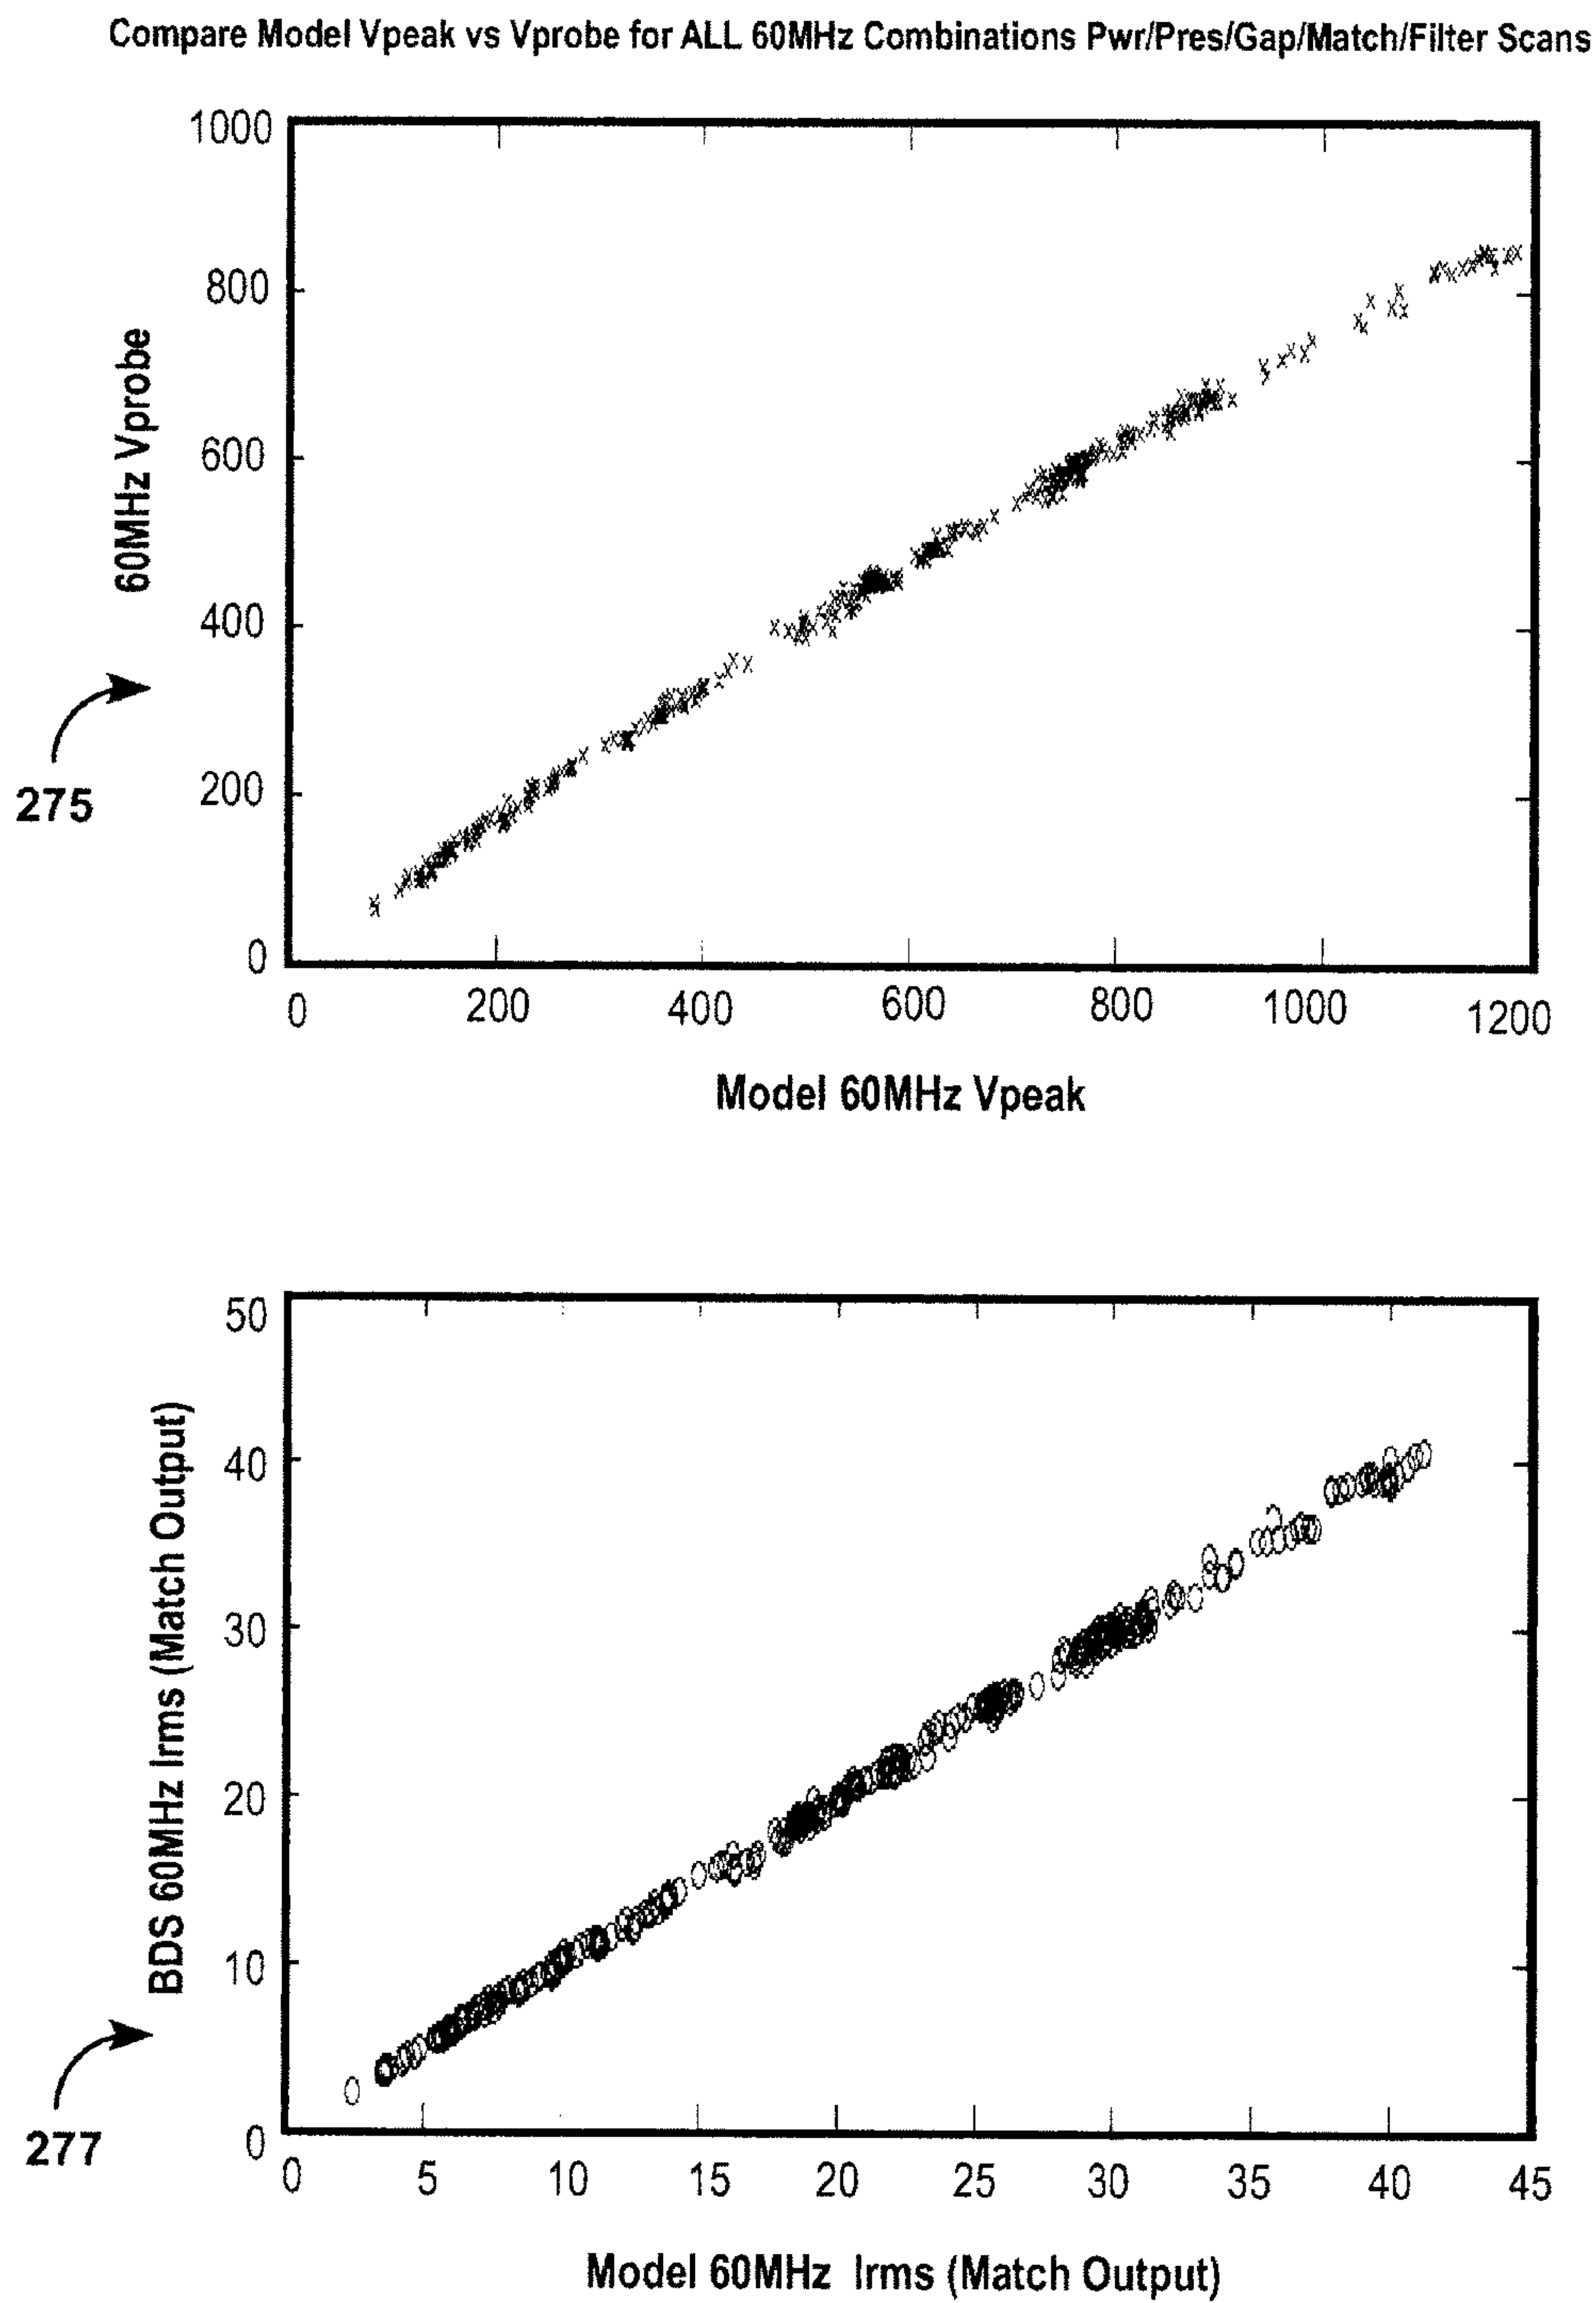 Compare Model Vpeak vs Vprobe for ALL 60MHz Combinations Pwr/Pres/Gap/Match/Filter Scans
1000
800
600
400
200
0
60MHz Vprobe
275
0 200 400 600 800 1000 1200
Model 60MHz Vpeak
50
40
30
20
10
0
BDS 60MHz Irms (Match Output)
277
0 5 10 15 20 25 30 35 40 45
Model 60MHz Irms (Match Output)